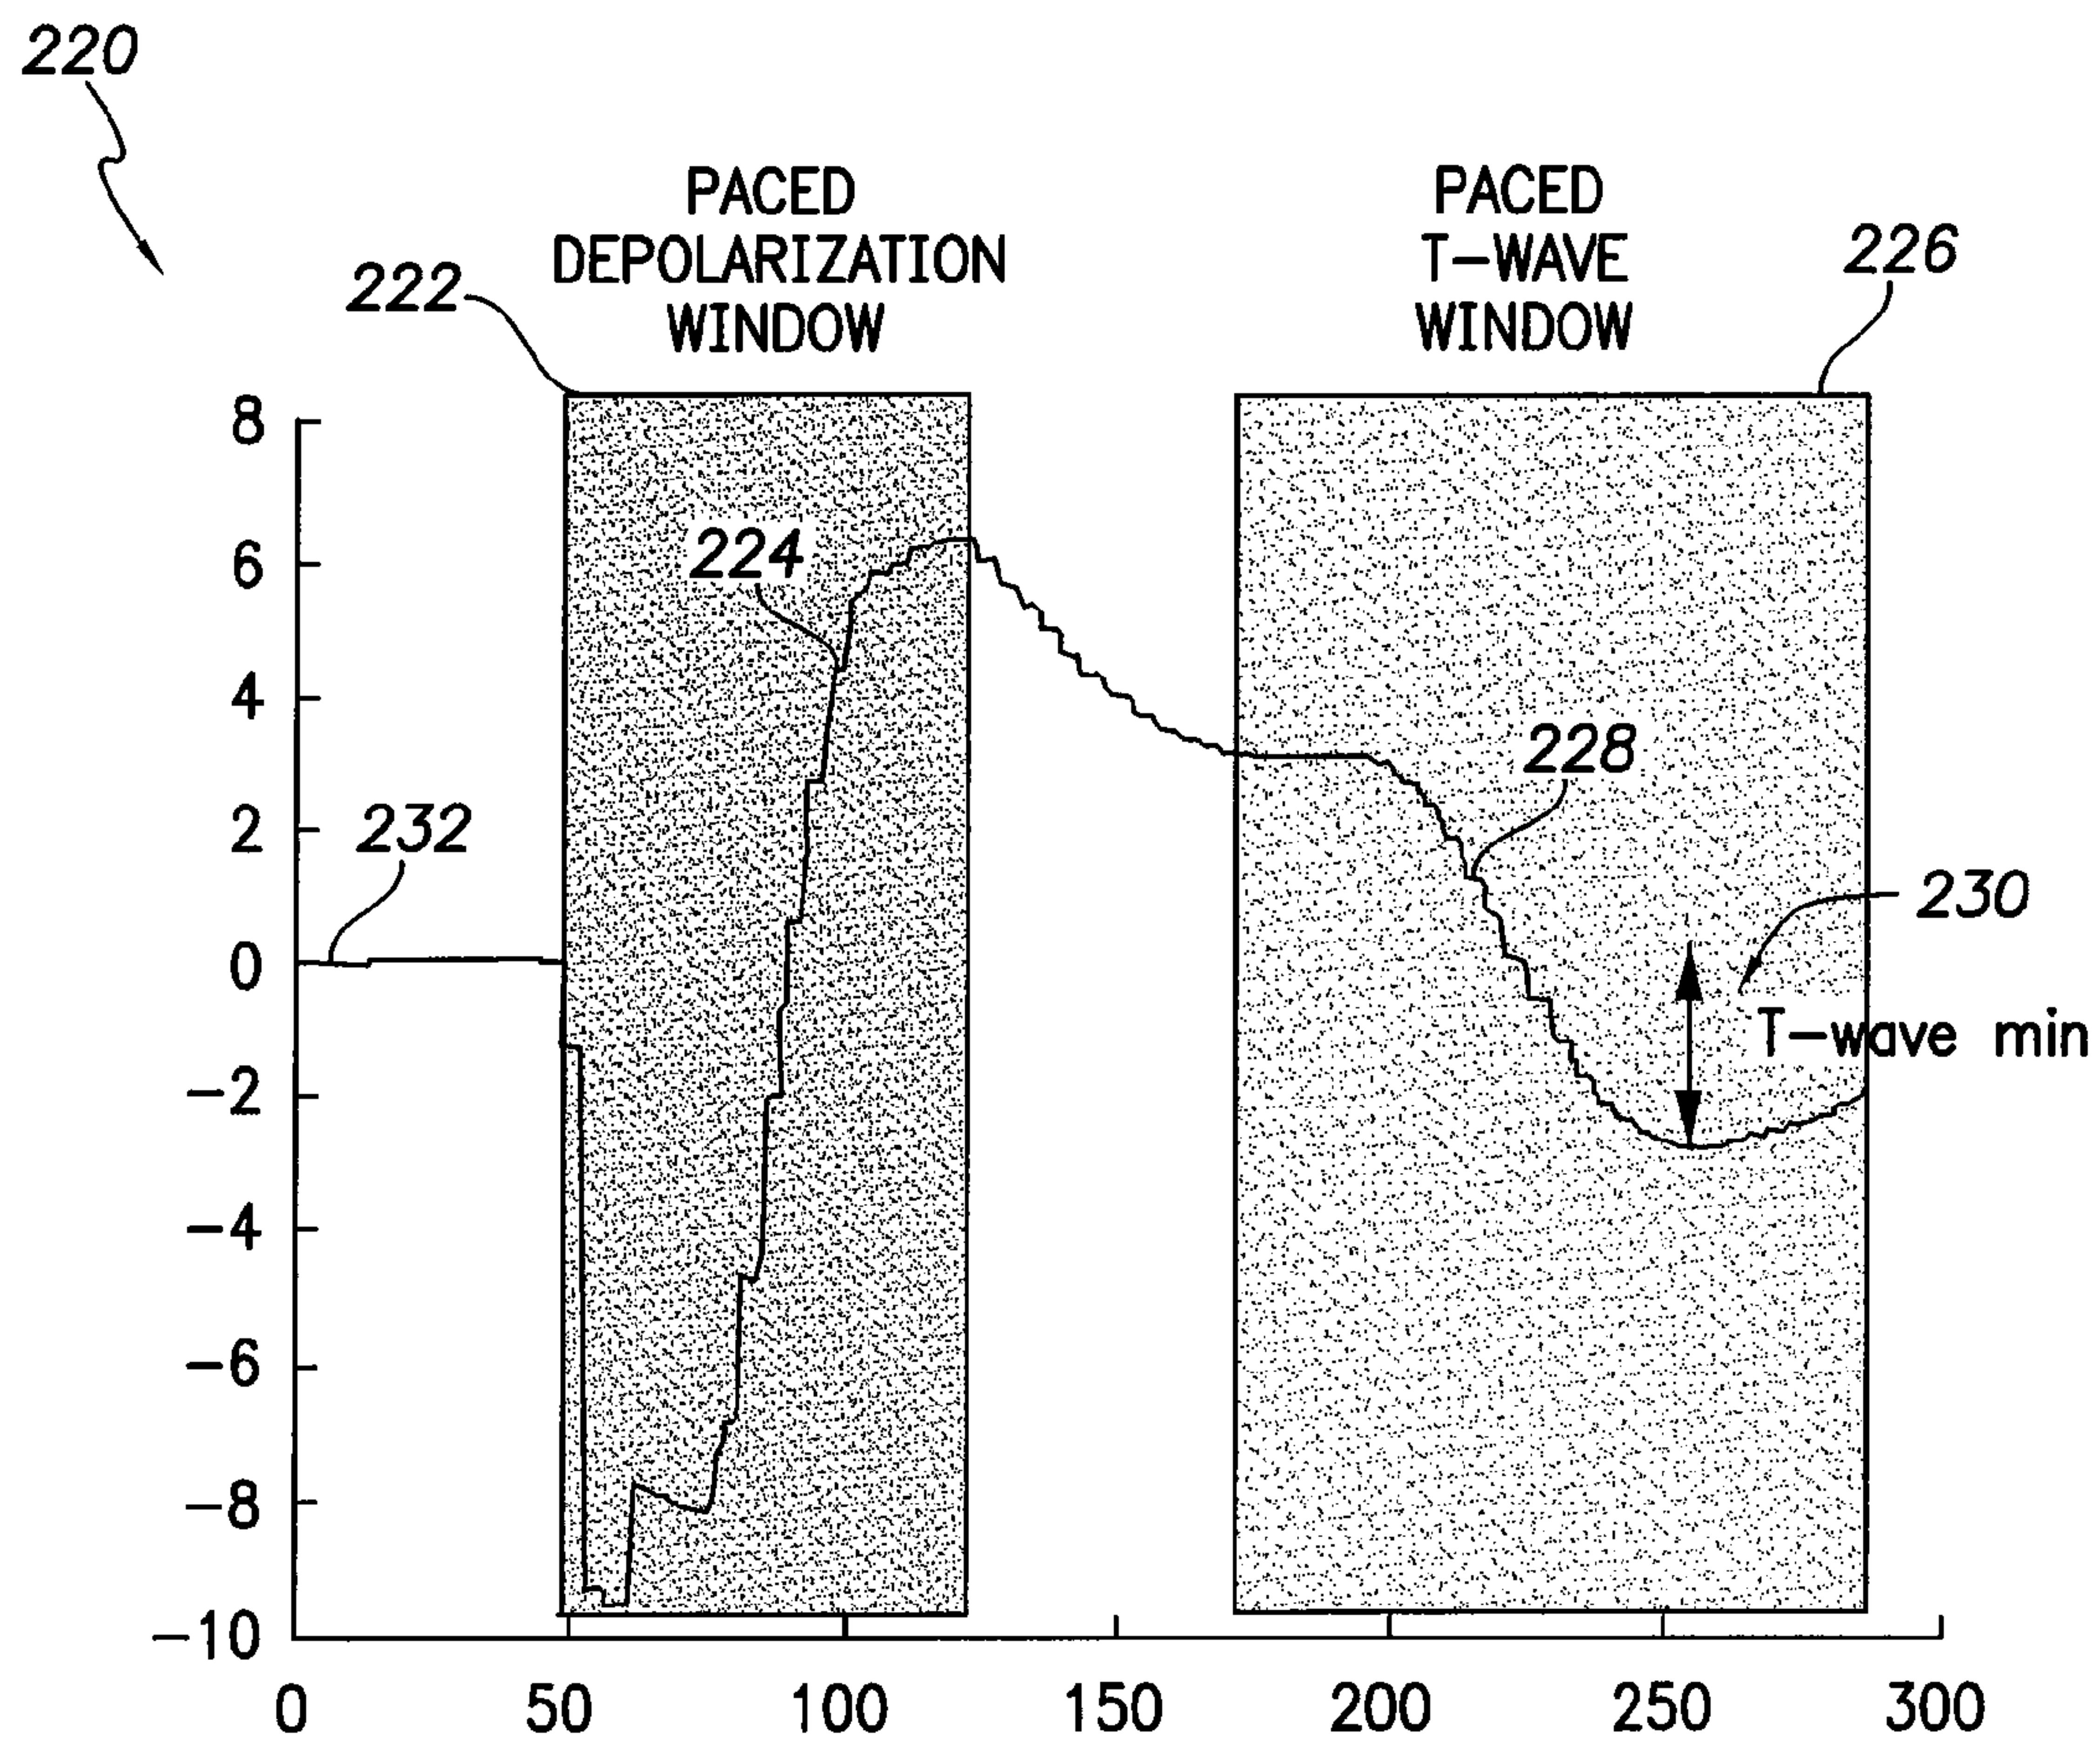 220
PACED
DEPOLARIZATION
WINDOW
PACED
T-WAVE
WINDOW
222
226
8
6
4
2
0
-2
-4
-6
-8
-10
224
228
232
230
T-wave min
0 50 100 150 200 250 300